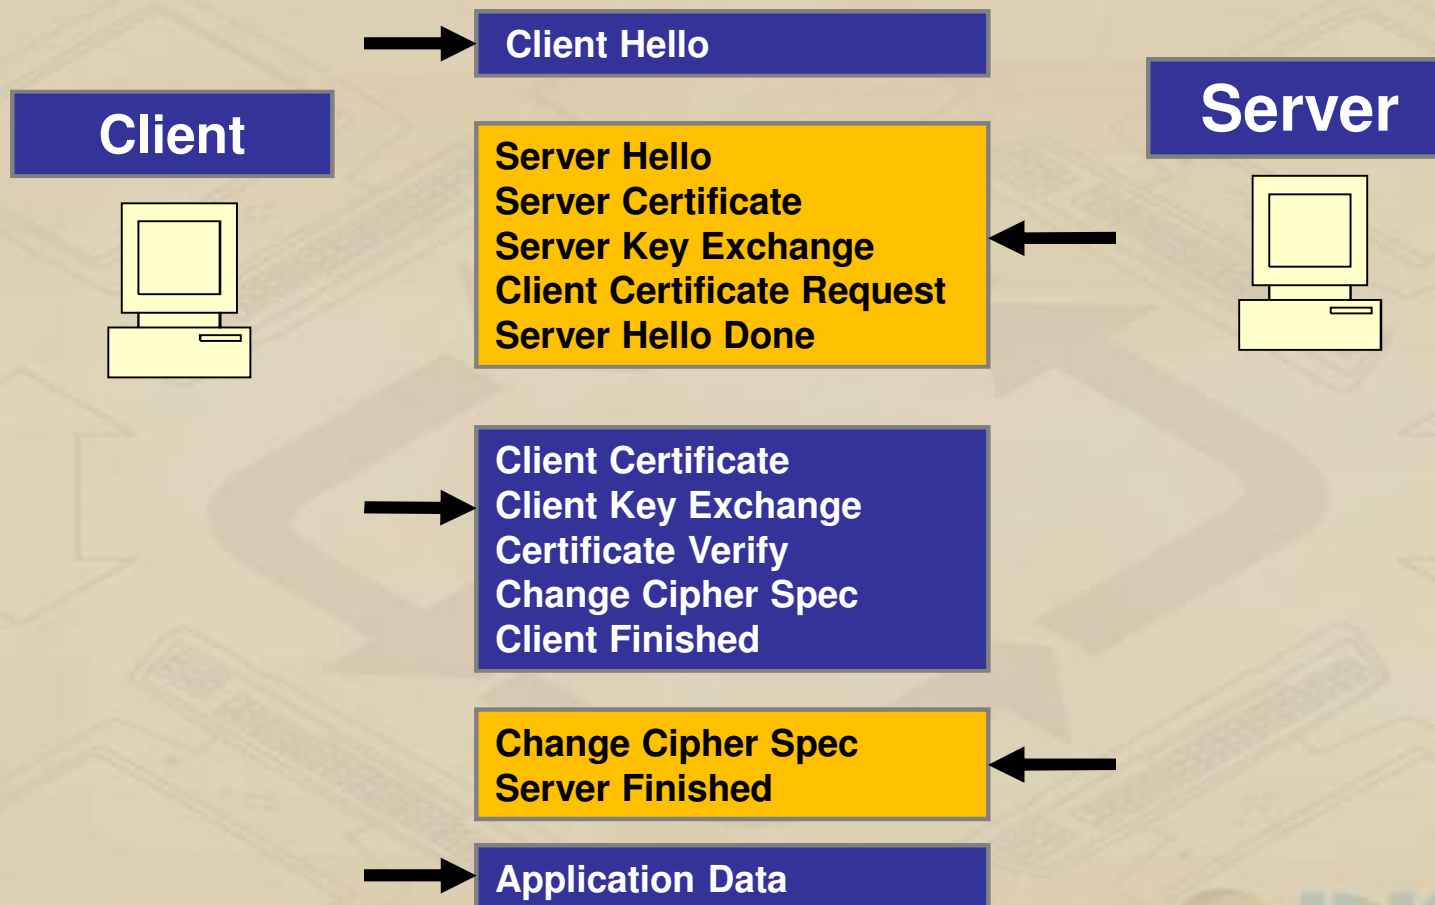 Client Hello
Client
Server
Server Hello
Server Certificate
Server Key Exchange
Client Certificate Request
Server Hello Done
Client Certificate
Client Key Exchange
Certificate Verify
Change Cipher Spec
Client Finished
Change Cipher Spec
Server Finished
Application Data